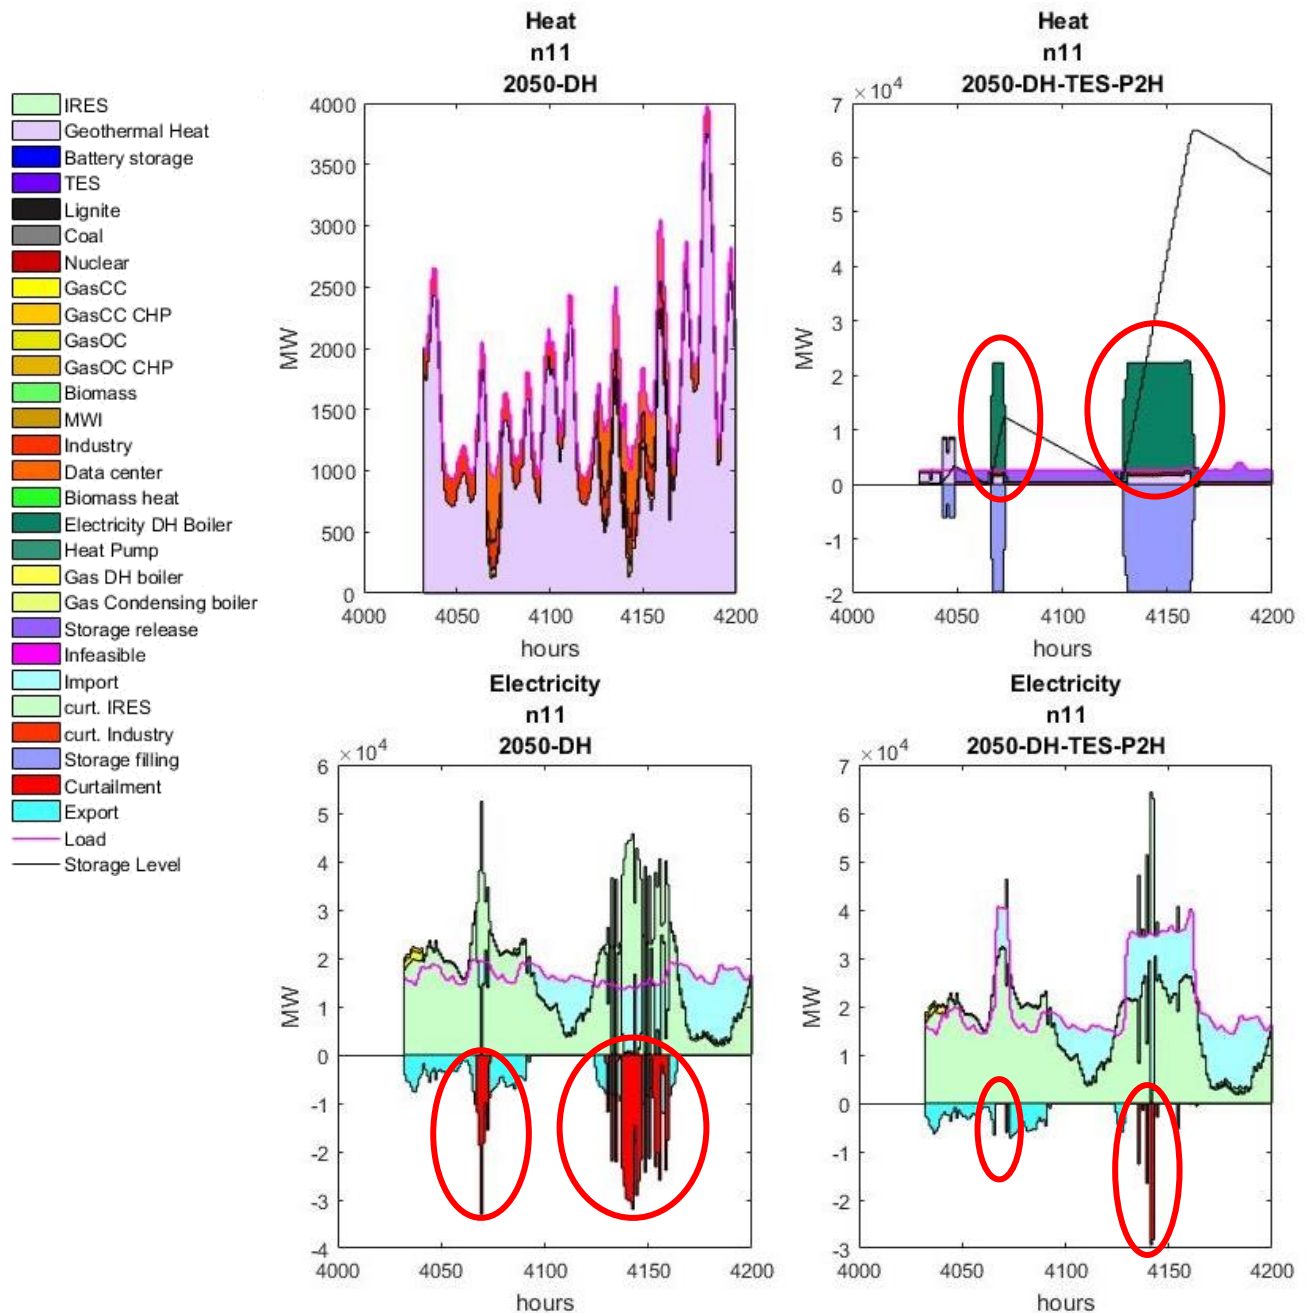 IRES
Geothermal Heat
Battery storage
TES
Lignite
Coal
Nuclear
GasCC
GasCC CHP
GasOC
GasOC CHP
Biomass
MWI
Industry
Data center
Biomass heat
Electricity DH Boiler
Heat Pump
Gas DH boiler
Gas Condensing boiler
Storage release
Infeasible
Import
curt. IRES
curt. Industry
Storage filling
Curtailment
Export
Load
Storage Level
Heat
n11
2050-DH
4000
3500
3000
2500
2000
1500
1000
500
0
MW
4000 4050 4100 4150 4200
hours
Heat
n11
2050-DH-TES-P2H
×10⁴
7
6
5
4
3
2
1
0
-1
-2
MW
4000 4050 4100 4150 4200
hours
Electricity
n11
2050-DH
×10⁴
6
5
4
3
2
1
0
-1
-2
-3
-4
MW
4000 4050 4100 4150 4200
hours
Electricity
n11
2050-DH-TES-P2H
×10⁴
7
6
5
4
3
2
1
0
-1
-2
-3
MW
4000 4050 4100 4150 4200
hours